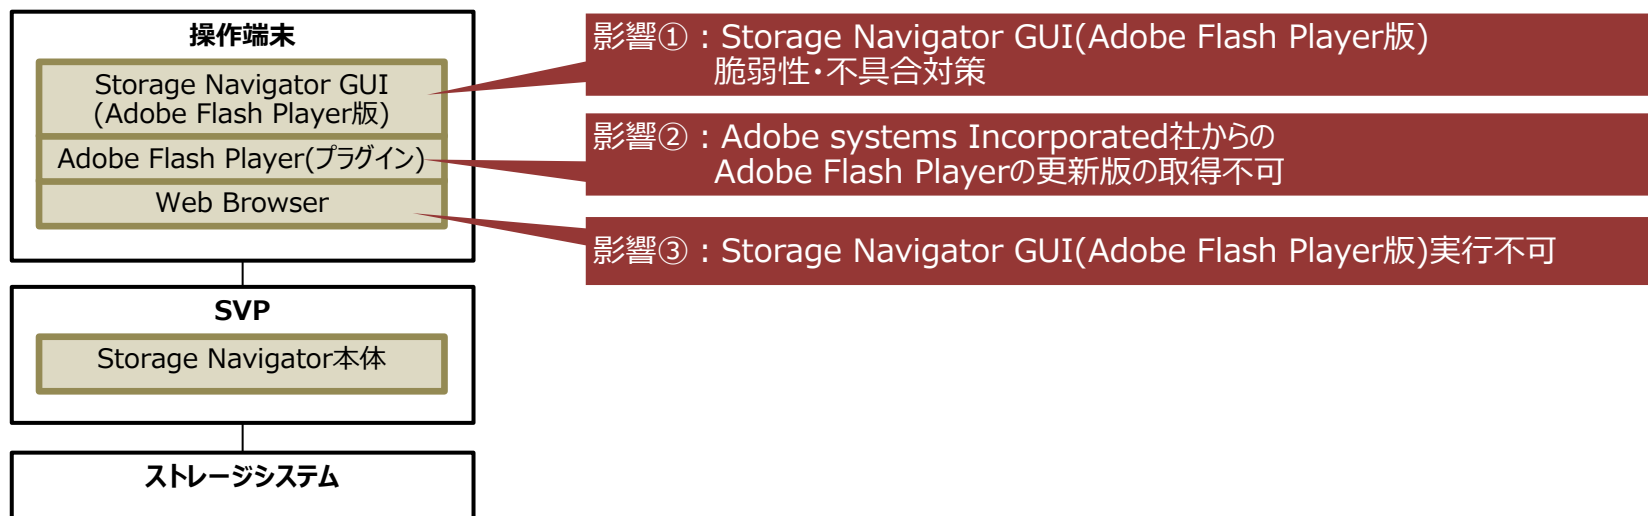 操作端末
Storage Navigator GUI
(Adobe Flash Player版)
Adobe Flash Player(プラグイン)
Web Browser
影響①：Storage Navigator GUI(Adobe Flash Player版)
脆弱性・不具合対策
影響②：Adobe systems Incorporated社からの
Adobe Flash Playerの更新版の取得不可
影響③：Storage Navigator GUI(Adobe Flash Player版)実行不可
SVP
Storage Navigator本体
ストレージシステム